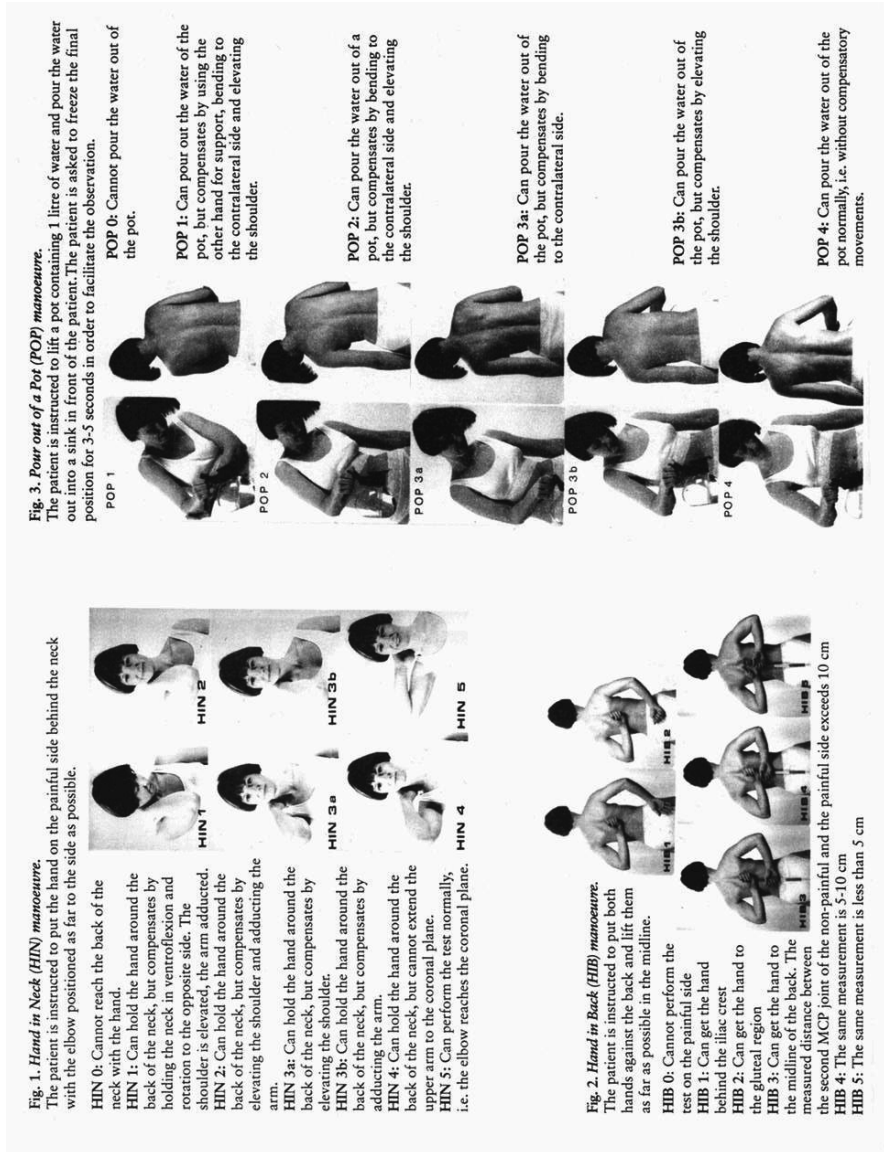 Fig. 1. Hand in Neck (HIN) manoeuvre.
The patient is instructed to put the hand on the painful side behind the neck
with the elbow positioned as far to the side as possible.
HIN 0: Cannot reach the back of the
neck with the hand.
HIN 1: Can hold the hand around the
back of the neck, but compensates by
holding the neck in ventroflexion and
rotation to the opposite side. The
shoulder is elevated, the arm adducted.
HIN 2: Can hold the hand around the
back of the neck, but compensates by
elevating the shoulder and adducting the
arm.
HIN 3a: Can hold the hand around the
back of the neck, but compensates by
elevating the shoulder.
HIN 3b: Can hold the hand around the
back of the neck, but compensates by
adducting the arm.
HIN 4: Can hold the hand around the
back of the neck, but cannot extend the
upper arm to the coronal plane.
HIN 5: Can perform the test normally,
i.e. the elbow reaches the coronal plane.
HIN 1
HIN 2
HIN 3a
HIN 3b
HIN 4
HIN 5
Fig. 2. Hand in Back (HIB) manoeuvre.
The patient is instructed to put both
hands against the back and lift them
as far as possible in the midline.
HIB 0: Cannot perform the
test on the painful side
HIB 1: Can get the hand
behind the iliac crest
HIB 2: Can get the hand to
the gluteal region
HIB 3: Can get the hand to
the midline of the back. The
measured distance between
the second MCP joint of the non-painful and the painful side exceeds 10 cm
HIB 4: The same measurement is 5-10 cm
HIB 5: The same measurement is less than 5 cm
HIB 1
HIB 2
HIB 3
HIB 4
HIB 5
Fig. 3. Pour out of a Pot (POP) manoeuvre.
The patient is instructed to lift a pot containing 1 litre of water and pour the water
out into a sink in front of the patient. The patient is asked to freeze the final
position for 3-5 seconds in order to facilitate the observation.
POP 0: Cannot pour the water out of
the pot.
POP 1
POP 1: Can pour out the water of the
pot, but compensates by using the
other hand for support, bending to
the contralateral side and elevating
the shoulder.
POP 2
POP 2: Can pour the water out of a
pot, but compensates by bending to
the contralateral side and elevating
the shoulder.
POP 3a
POP 3a: Can pour the water out of
the pot, but compensates by bending
to the contralateral side.
POP 3b
POP 3b: Can pour the water out of
the pot, but compensates by elevating
the shoulder.
POP 4
POP 4: Can pour the water out of the
pot normally, i.e. without compensatory
movements.